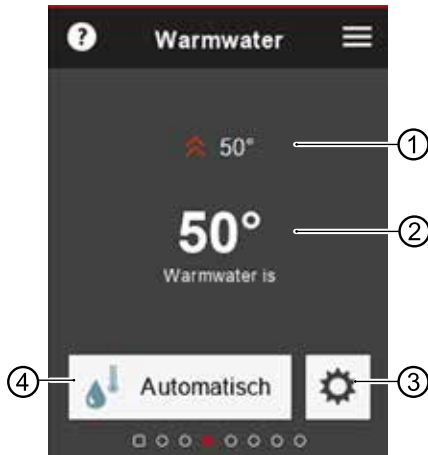 ?
Warmwater
50°
①
50°
②
Warmwater is
④
Automatisch
③